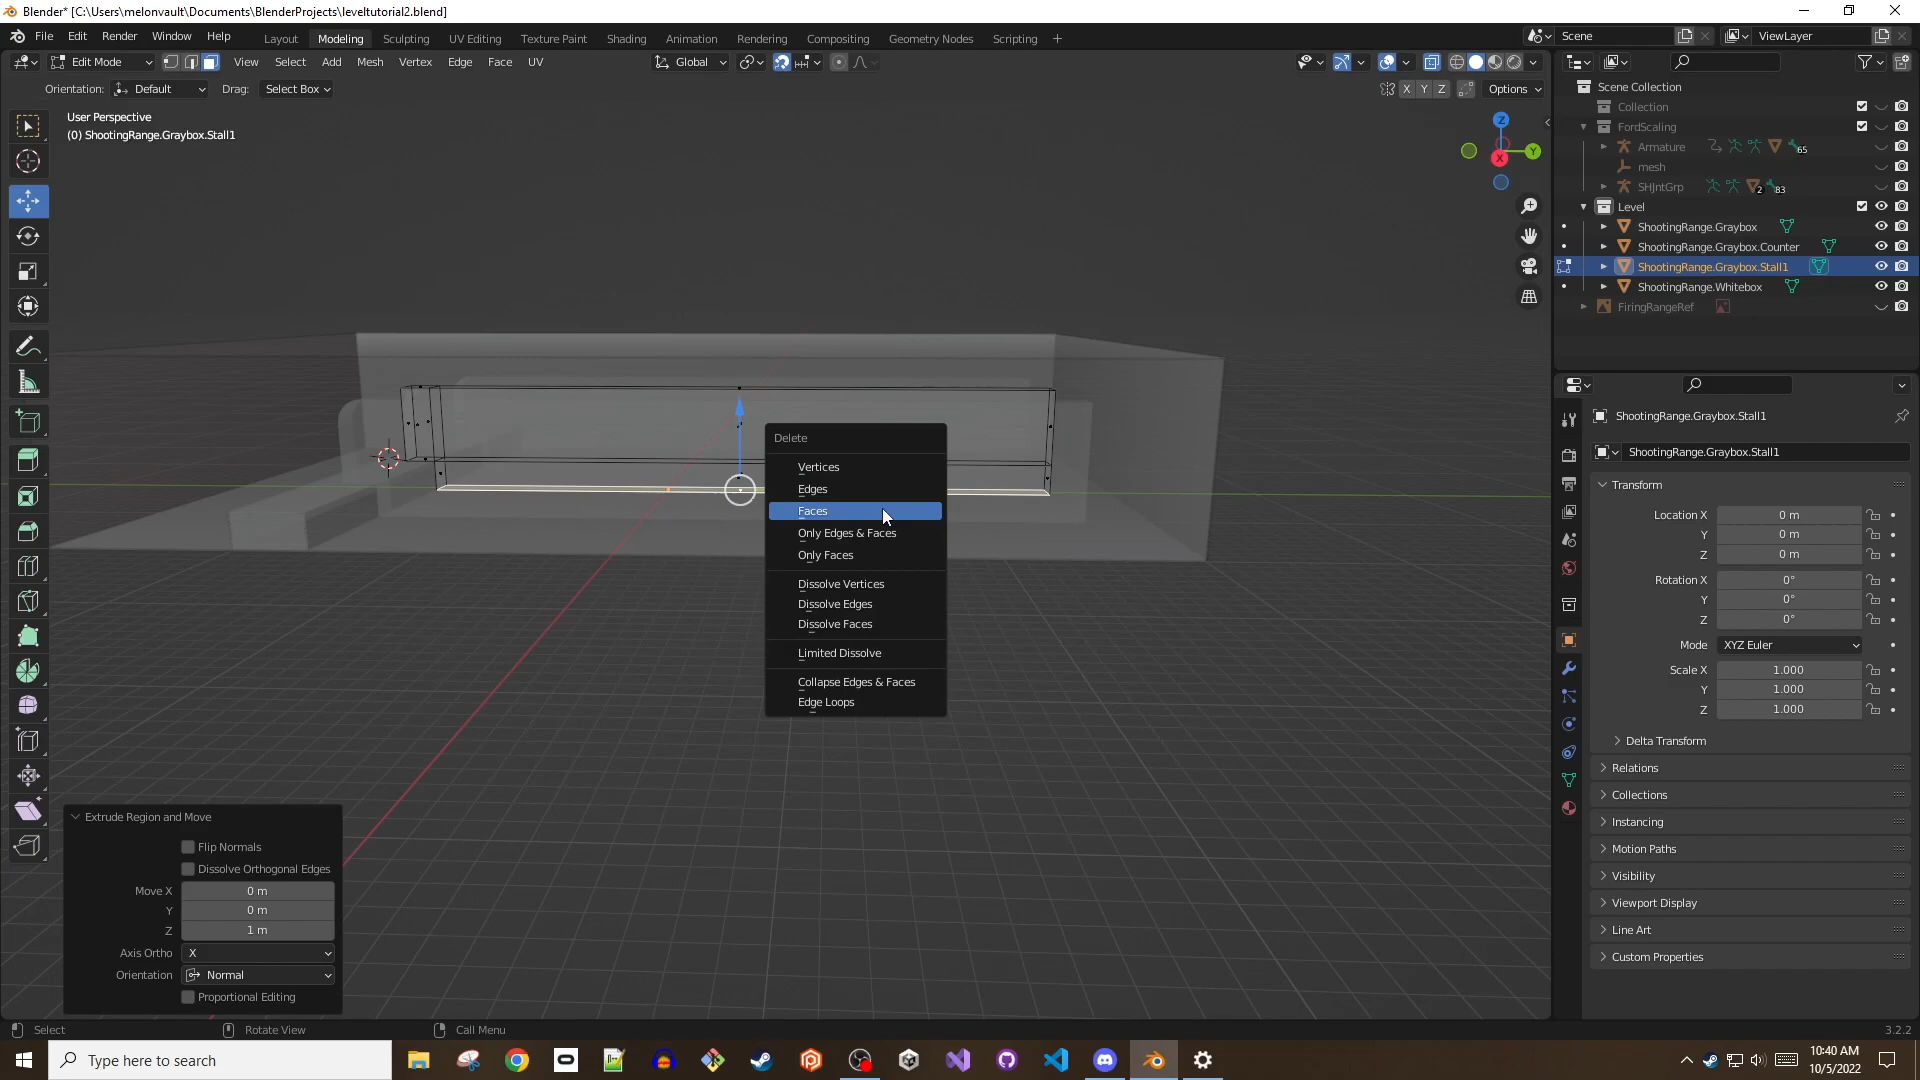 Blender* [C:\Users\melonvault\Documents\BlenderProjects\leveltutorial2.blend]
File Edit Render Window Help
Layout Modeling Sculpting UV Editing Texture Paint Shading Animation Rendering Compositing Geometry Nodes Scripting +
Scene
ViewLayer
Edit Mode
View Select Add Mesh Vertex Edge Face UV
Global
Orientation: Default Drag: Select Box
X Y Z Options
User Perspective
(0) ShootingRange.Graybox.Stall1
Z
Y
X
Delete
Vertices
Edges
Faces
Only Edges & Faces
Only Faces
Dissolve Vertices
Dissolve Edges
Dissolve Faces
Limited Dissolve
Collapse Edges & Faces
Edge Loops
Extrude Region and Move
Flip Normals
Dissolve Orthogonal Edges
Move X 0 m
Y 0 m
Z 1 m
Axis Ortho X
Orientation Normal
Proportional Editing
Scene Collection
Collection
FordScaling
Armature 65
mesh
SHJntGrp 2 83
Level
ShootingRange.Graybox
ShootingRange.Graybox.Counter
ShootingRange.Graybox.Stall1
ShootingRange.Whitebox
FiringRangeRef
ShootingRange.Graybox.Stall1
ShootingRange.Graybox.Stall1
Transform
Location X 0 m
Y 0 m
Z 0 m
Rotation X 0°
Y 0°
Z 0°
Mode XYZ Euler
Scale X 1.000
Y 1.000
Z 1.000
Delta Transform
Relations
Collections
Instancing
Motion Paths
Visibility
Viewport Display
Line Art
Custom Properties
Select Rotate View Call Menu
3.2.2
Type here to search
10:40 AM
10/5/2022